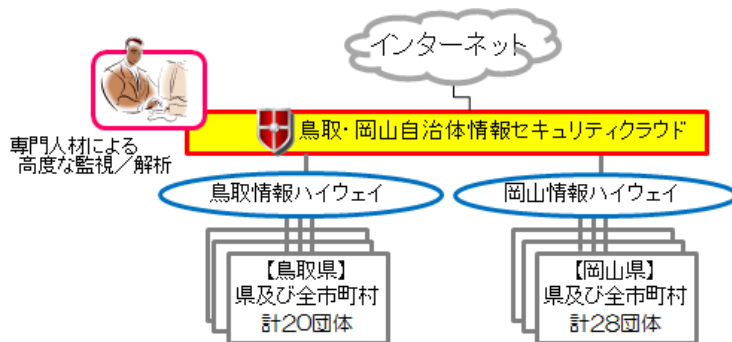 インターネット
鳥取・岡山自治体情報セキュリティクラウド
専門人材による
高度な監視／解析
鳥取情報ハイウェイ
岡山情報ハイウェイ
【鳥取県】
県及び全市町村
計20団体
【岡山県】
県及び全市町村
計28団体